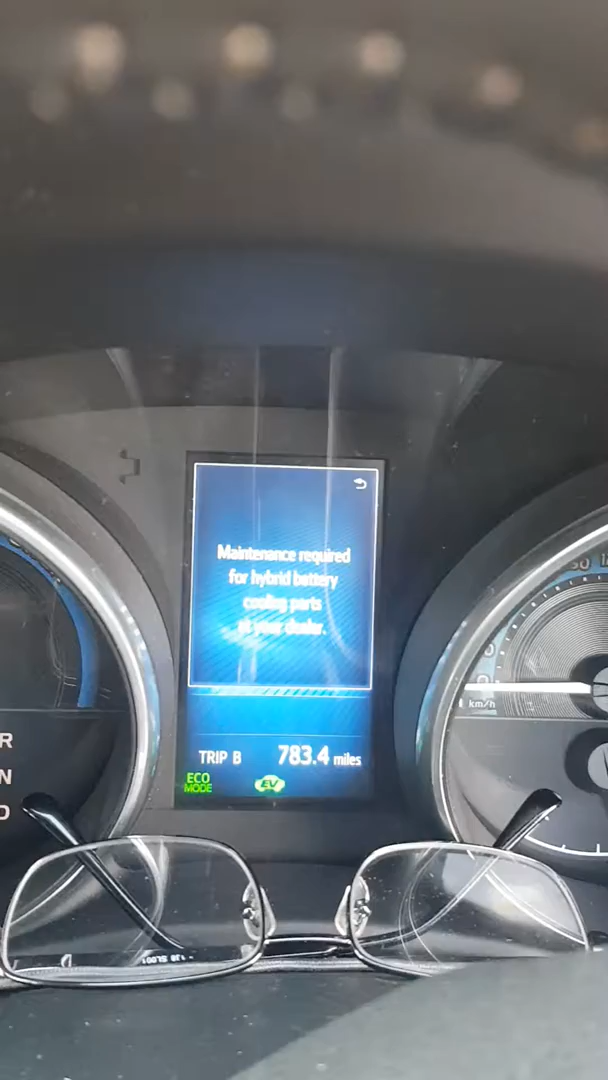 Maintenance required
for hybrid battery
cooling parts
at your dealer.
TRIP B 783.4 miles
ECO
MODE
EV
R
N
D
km/h